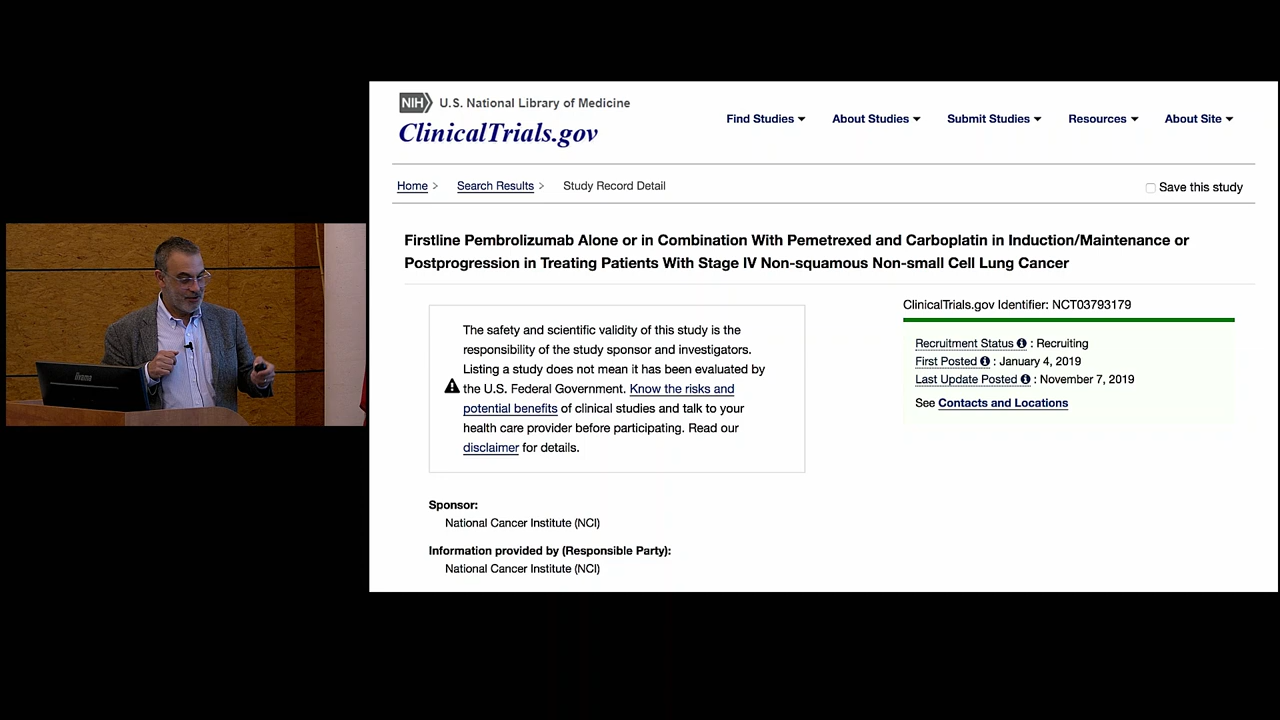 NIH U.S. National Library of Medicine
ClinicalTrials.gov
Find Studies About Studies Submit Studies Resources About Site
Home > Search Results > Study Record Detail
Save this study
Firstline Pembrolizumab Alone or in Combination With Pemetrexed and Carboplatin in Induction/Maintenance or
Postprogression in Treating Patients With Stage IV Non-squamous Non-small Cell Lung Cancer
The safety and scientific validity of this study is the
responsibility of the study sponsor and investigators.
Listing a study does not mean it has been evaluated by
the U.S. Federal Government. Know the risks and
potential benefits of clinical studies and talk to your
health care provider before participating. Read our
disclaimer for details.
ClinicalTrials.gov Identifier: NCT03793179
Recruitment Status : Recruiting
First Posted : January 4, 2019
Last Update Posted : November 7, 2019
See Contacts and Locations
Sponsor:
National Cancer Institute (NCI)
Information provided by (Responsible Party):
National Cancer Institute (NCI)
iiyama